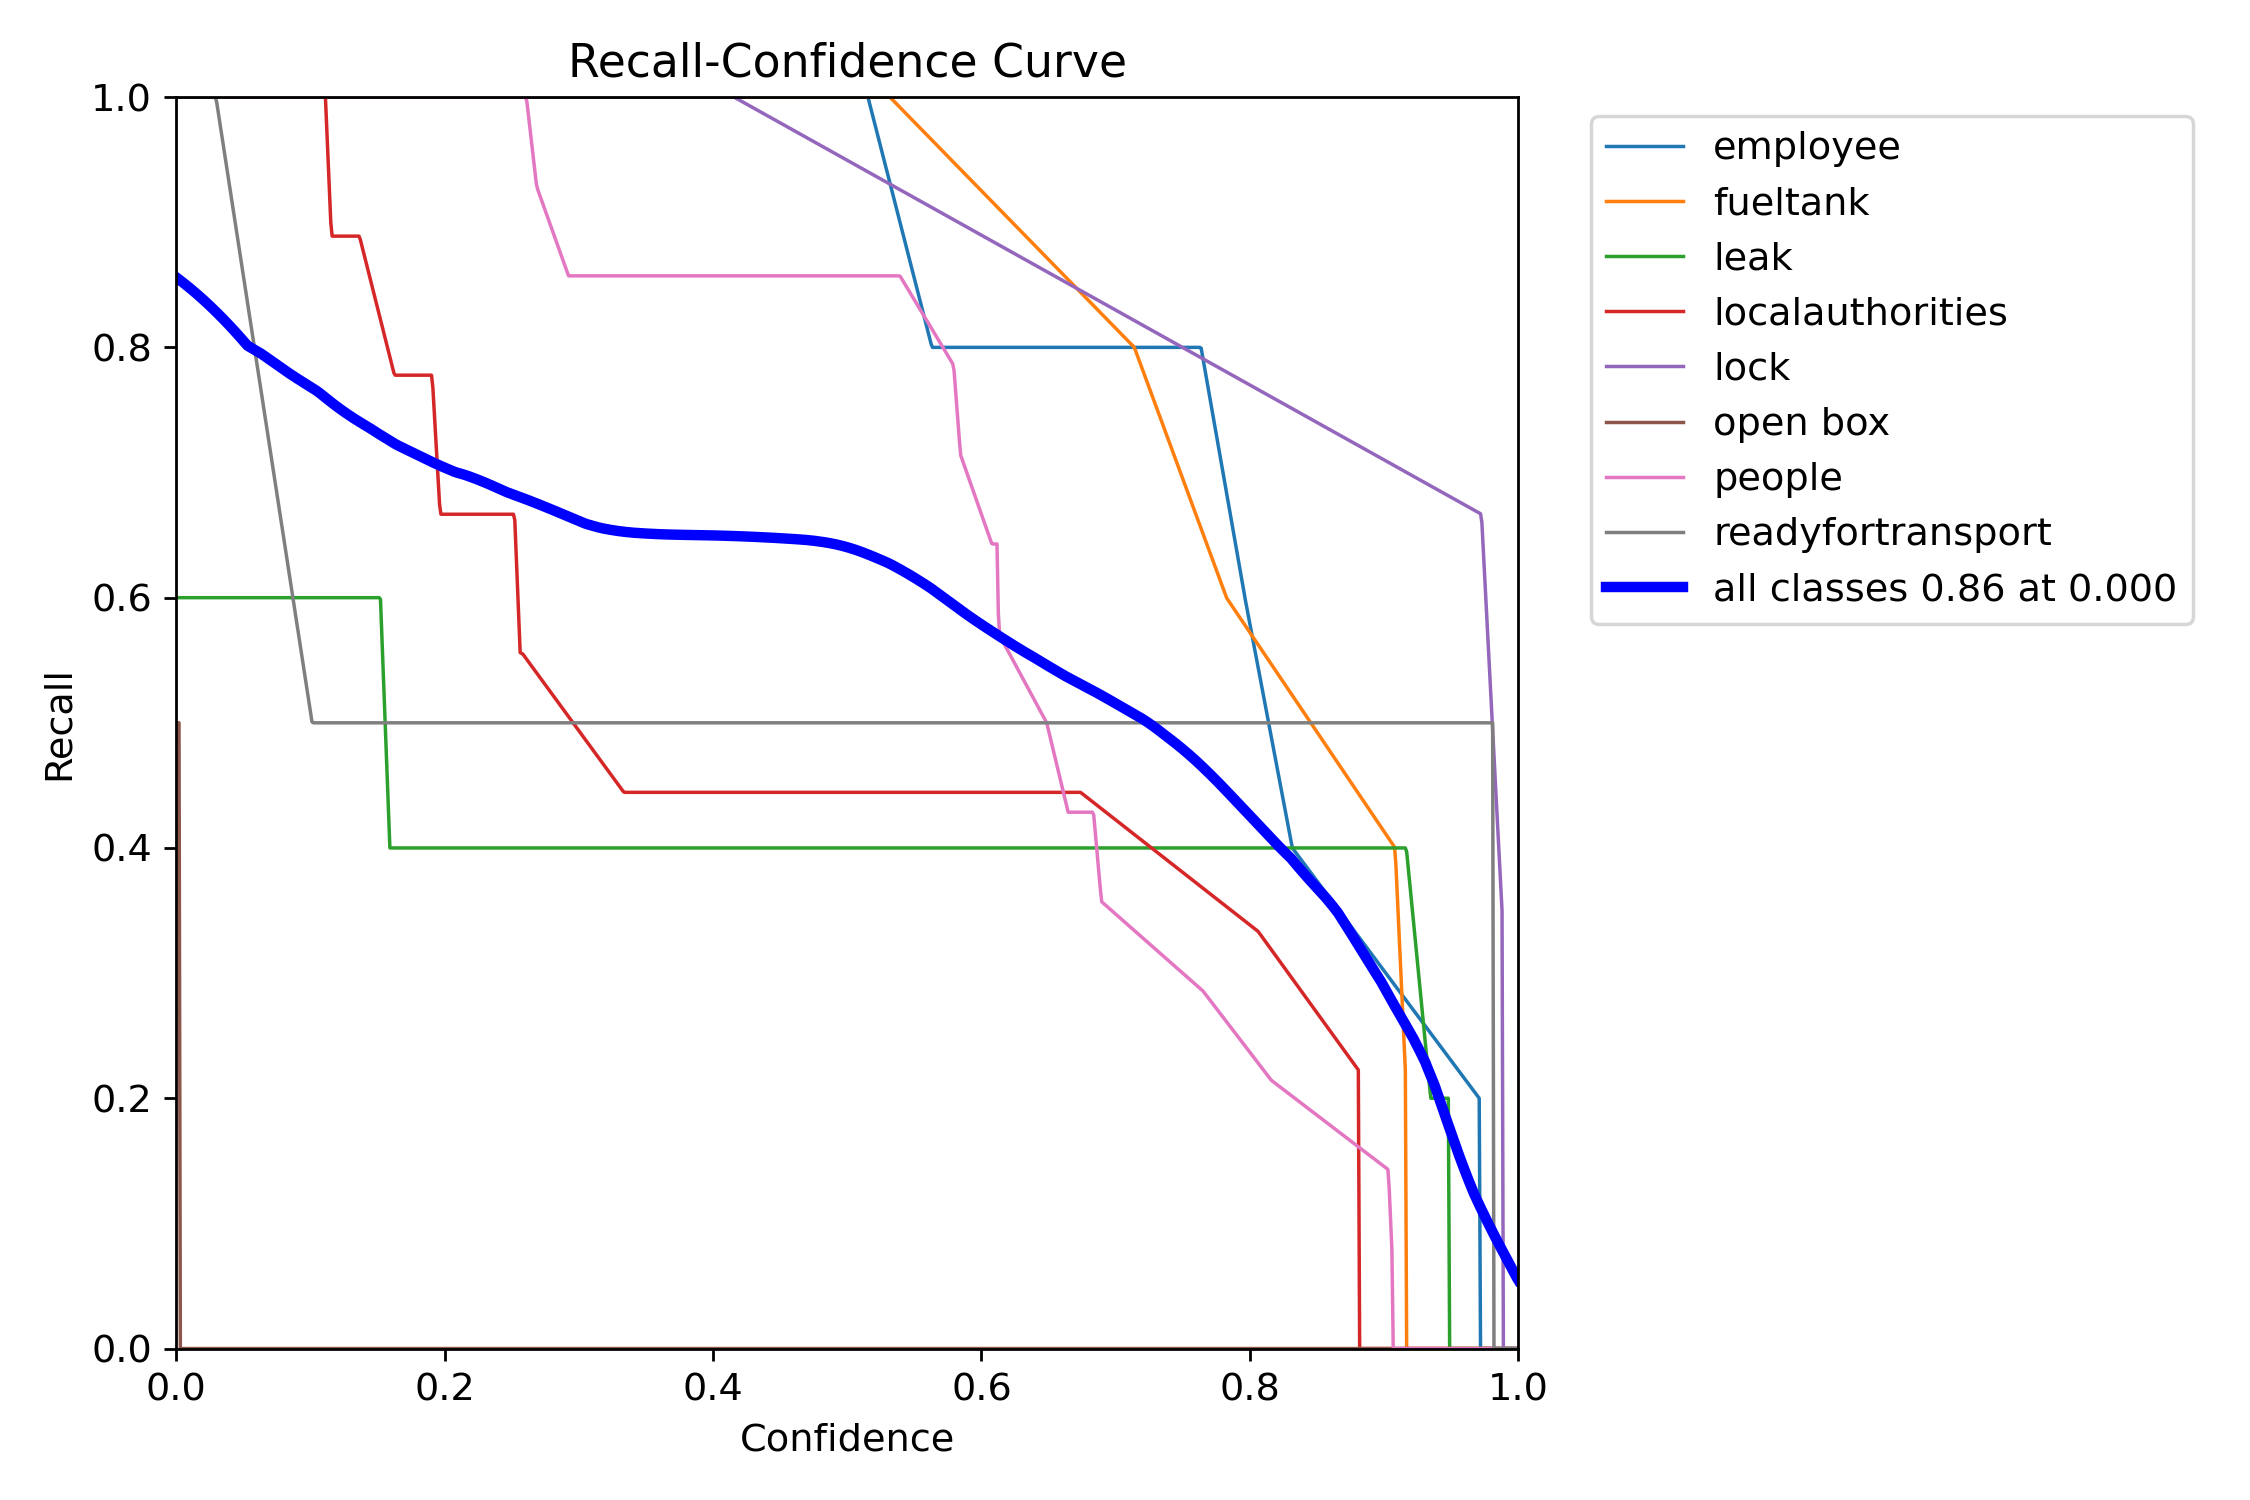 Recall-Confidence Curve
1.0
0.8
0.6
0.4
0.2
0.0
Recall
0.0 0.2 0.4 0.6 0.8 1.0
Confidence
employee
fueltank
leak
localauthorities
lock
open box
people
readyfortransport
all classes 0.86 at 0.000